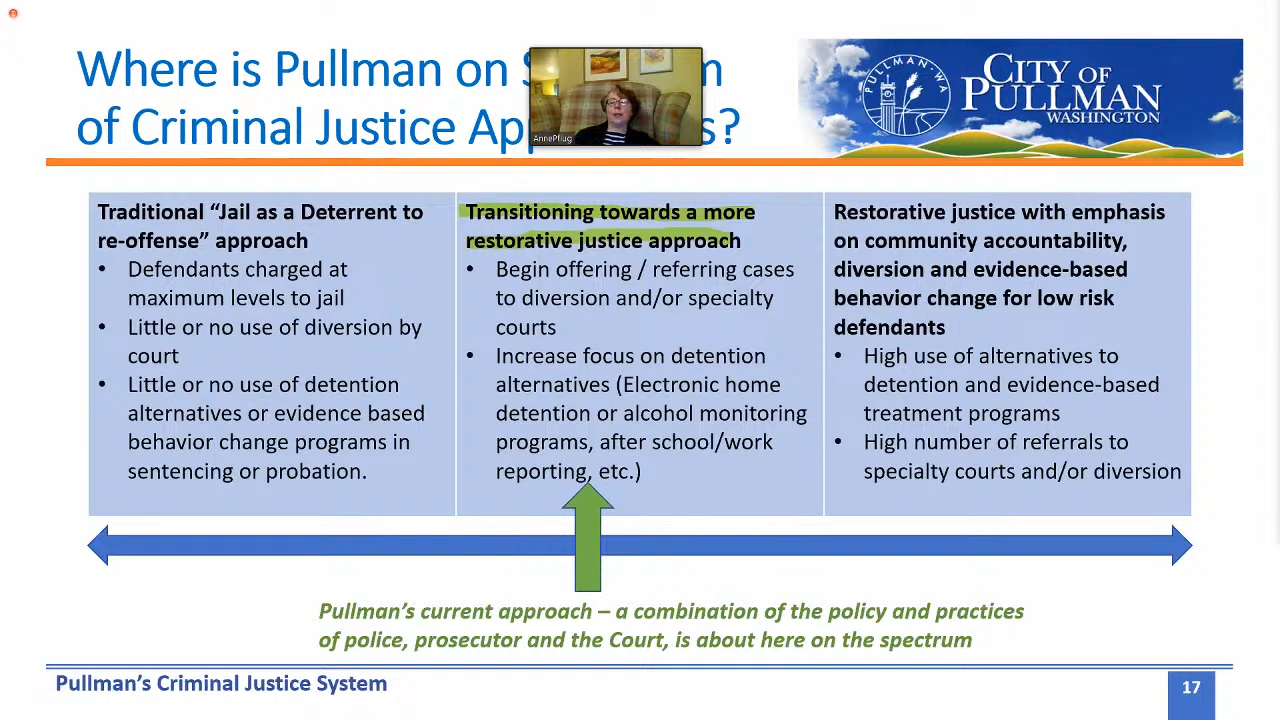 Where is Pullman on S m
of Criminal Justice Ap s?
AnnePflug
PULLMAN·WA
CITY OF
PULLMAN
WASHINGTON
Traditional “Jail as a Deterrent to
re-offense” approach
• Defendants charged at
maximum levels to jail
• Little or no use of diversion by
court
• Little or no use of detention
alternatives or evidence based
behavior change programs in
sentencing or probation.
Transitioning towards a more
restorative justice approach
• Begin offering / referring cases
to diversion and/or specialty
courts
• Increase focus on detention
alternatives (Electronic home
detention or alcohol monitoring
programs, after school/work
reporting, etc.)
Restorative justice with emphasis
on community accountability,
diversion and evidence-based
behavior change for low risk
defendants
• High use of alternatives to
detention and evidence-based
treatment programs
• High number of referrals to
specialty courts and/or diversion
Pullman’s current approach – a combination of the policy and practices
of police, prosecutor and the Court, is about here on the spectrum
Pullman’s Criminal Justice System
17